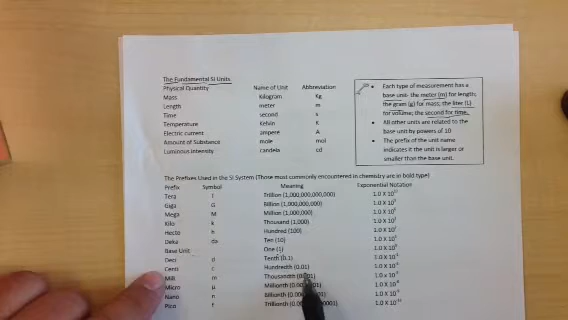 The Fundamental SI Units
Physical Quantity Name of Unit Abbreviation
Mass Kilogram Kg
Length meter m
Time second s
Temperature Kelvin K
Electric current ampere A
Amount of Substance mole mol
Luminous intensity candela cd
Each type of measurement has a
base unit- the meter (m) for length;
the gram (g) for mass; the liter (L)
for volume; the second for time.
All other units are related to the
base unit by powers of 10
The prefix of the unit name
indicates if the unit is larger or
smaller than the base unit.
The Prefixes Used in the SI System (Those most commonly encountered in chemistry are in bold type)
Prefix Symbol Meaning Exponential Notation
Tera T Trillion (1,000,000,000,000) 1.0 X 10
Giga G Billion (1,000,000,000) 1.0 X 10
Mega M Million (1,000,000) 1.0 X 10
Kilo k Thousand (1,000) 1.0 X 10
Hecto h Hundred (100) 1.0 X 10
Deka da Ten (10) 1.0 X 10
Base Unit One (1) 1.0 X 10
Deci d Tenth (0.1) 1.0 X 10
Centi c Hundredth (0.01) 1.0 X 10
Milli m Thousandth 1.0 X 10
Micro μ Millionth 1.0 X 10
Nano n Billionth 1.0 X 10
Pico Trillionth 1.0 X 10